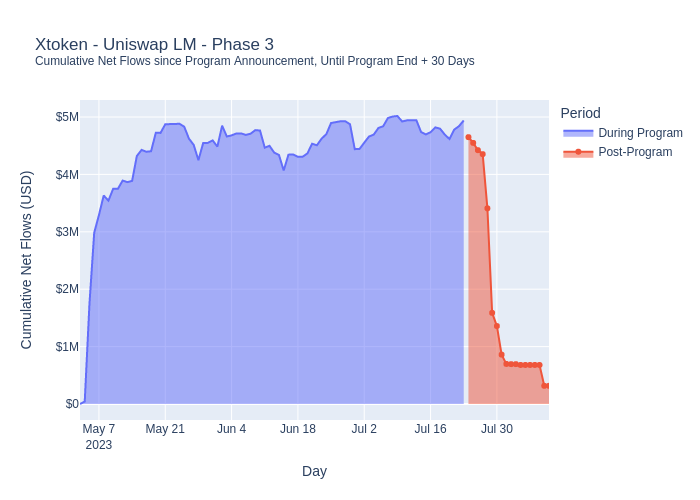 Xtoken - Uniswap LM - Phase 3
Cumulative Net Flows since Program Announcement, Until Program End + 30 Days
Period
During Program
Post-Program
Cumulative Net Flows (USD)
$5M
$4M
$3M
$2M
$1M
$0
May 7
2023
May 21
Jun 4
Jun 18
Jul 2
Jul 16
Jul 30
Day